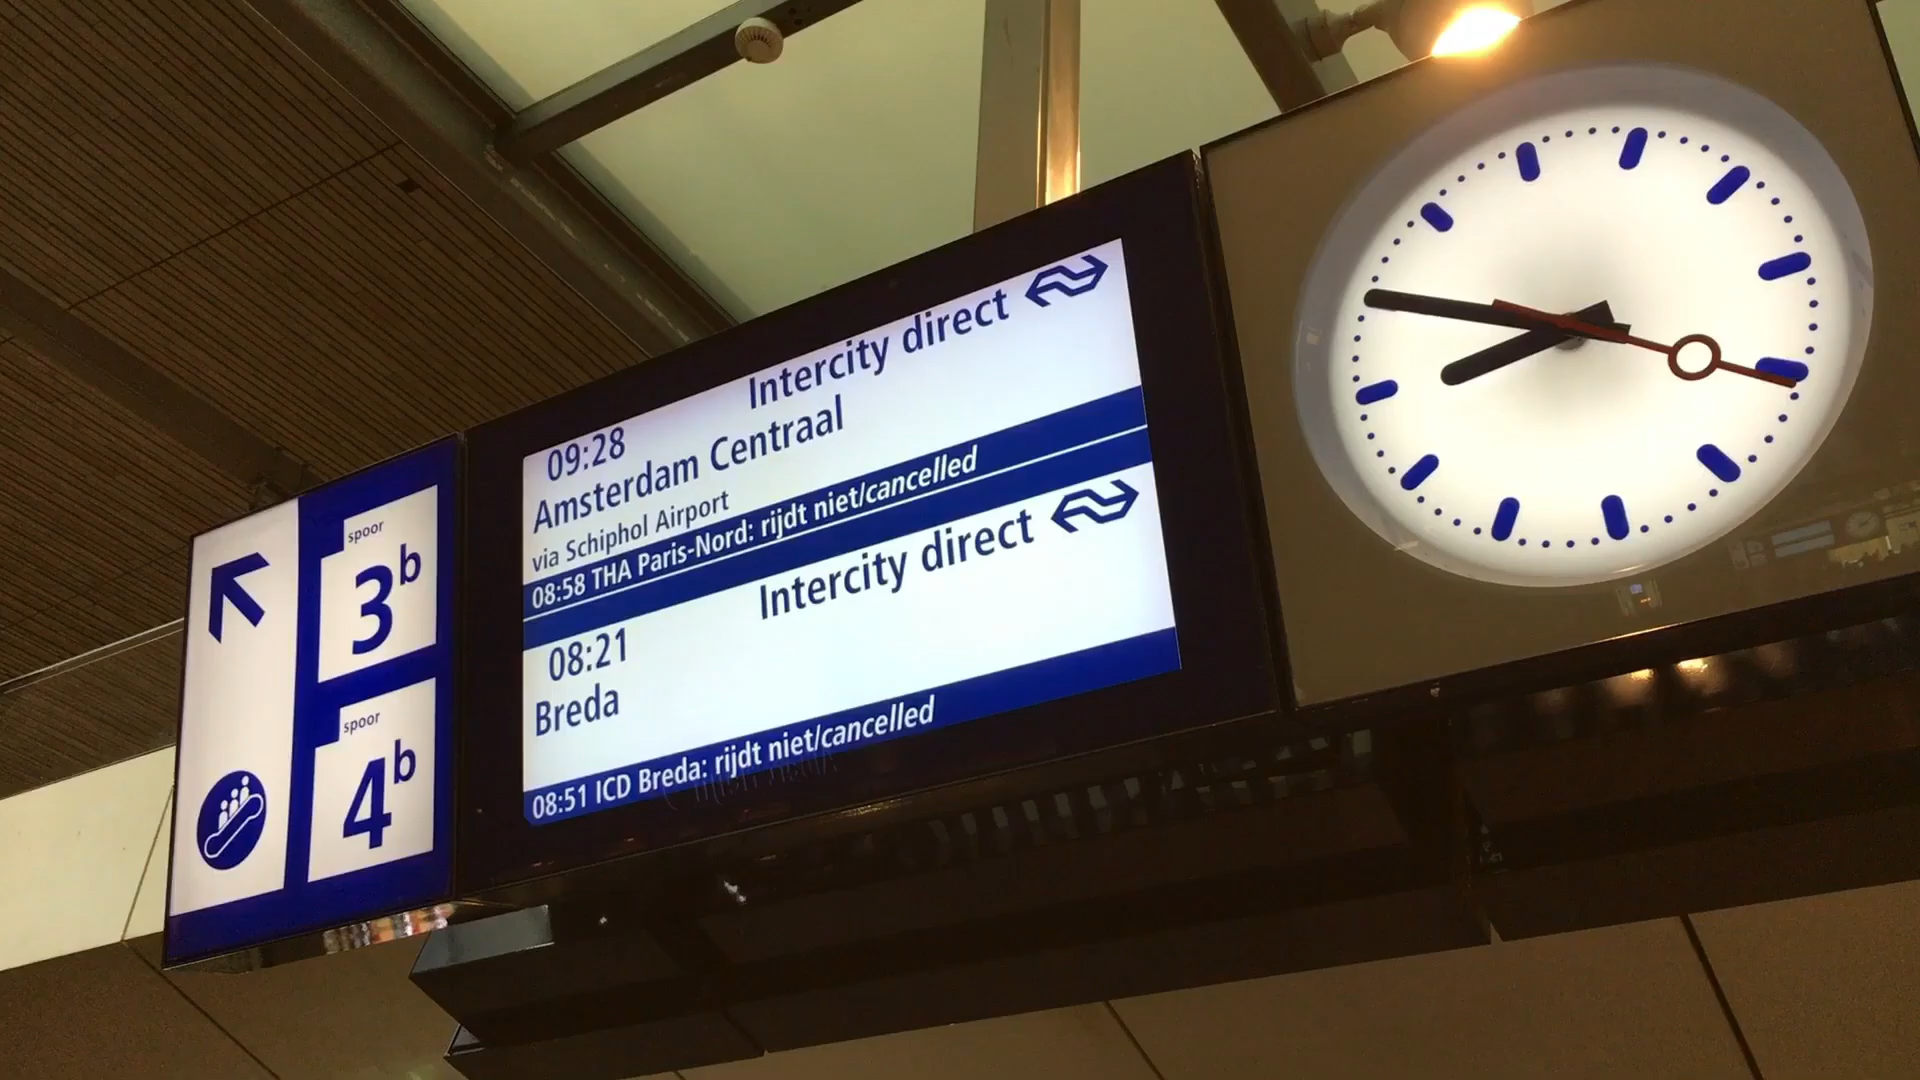 spoor
3b
spoor
4b
Intercity direct
09:28
Amsterdam Centraal
via Schiphol Airport
08:58 THA Paris-Nord: rijdt niet/cancelled
Intercity direct
08:21
Breda
08:51 ICD Breda: rijdt niet/cancelled